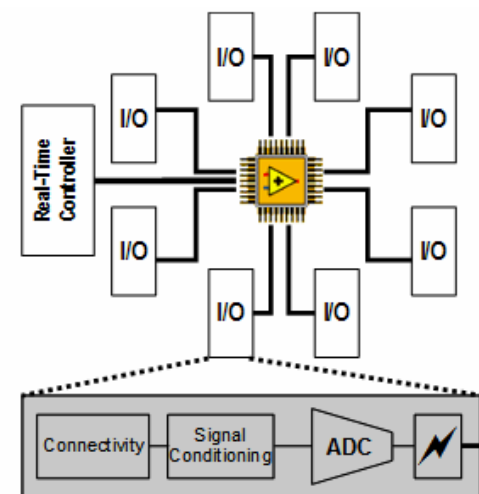 I/O
I/O
I/O
I/O
Real-Time
Controller
I/O
I/O
I/O
I/O
Connectivity
Signal
Conditioning
ADC